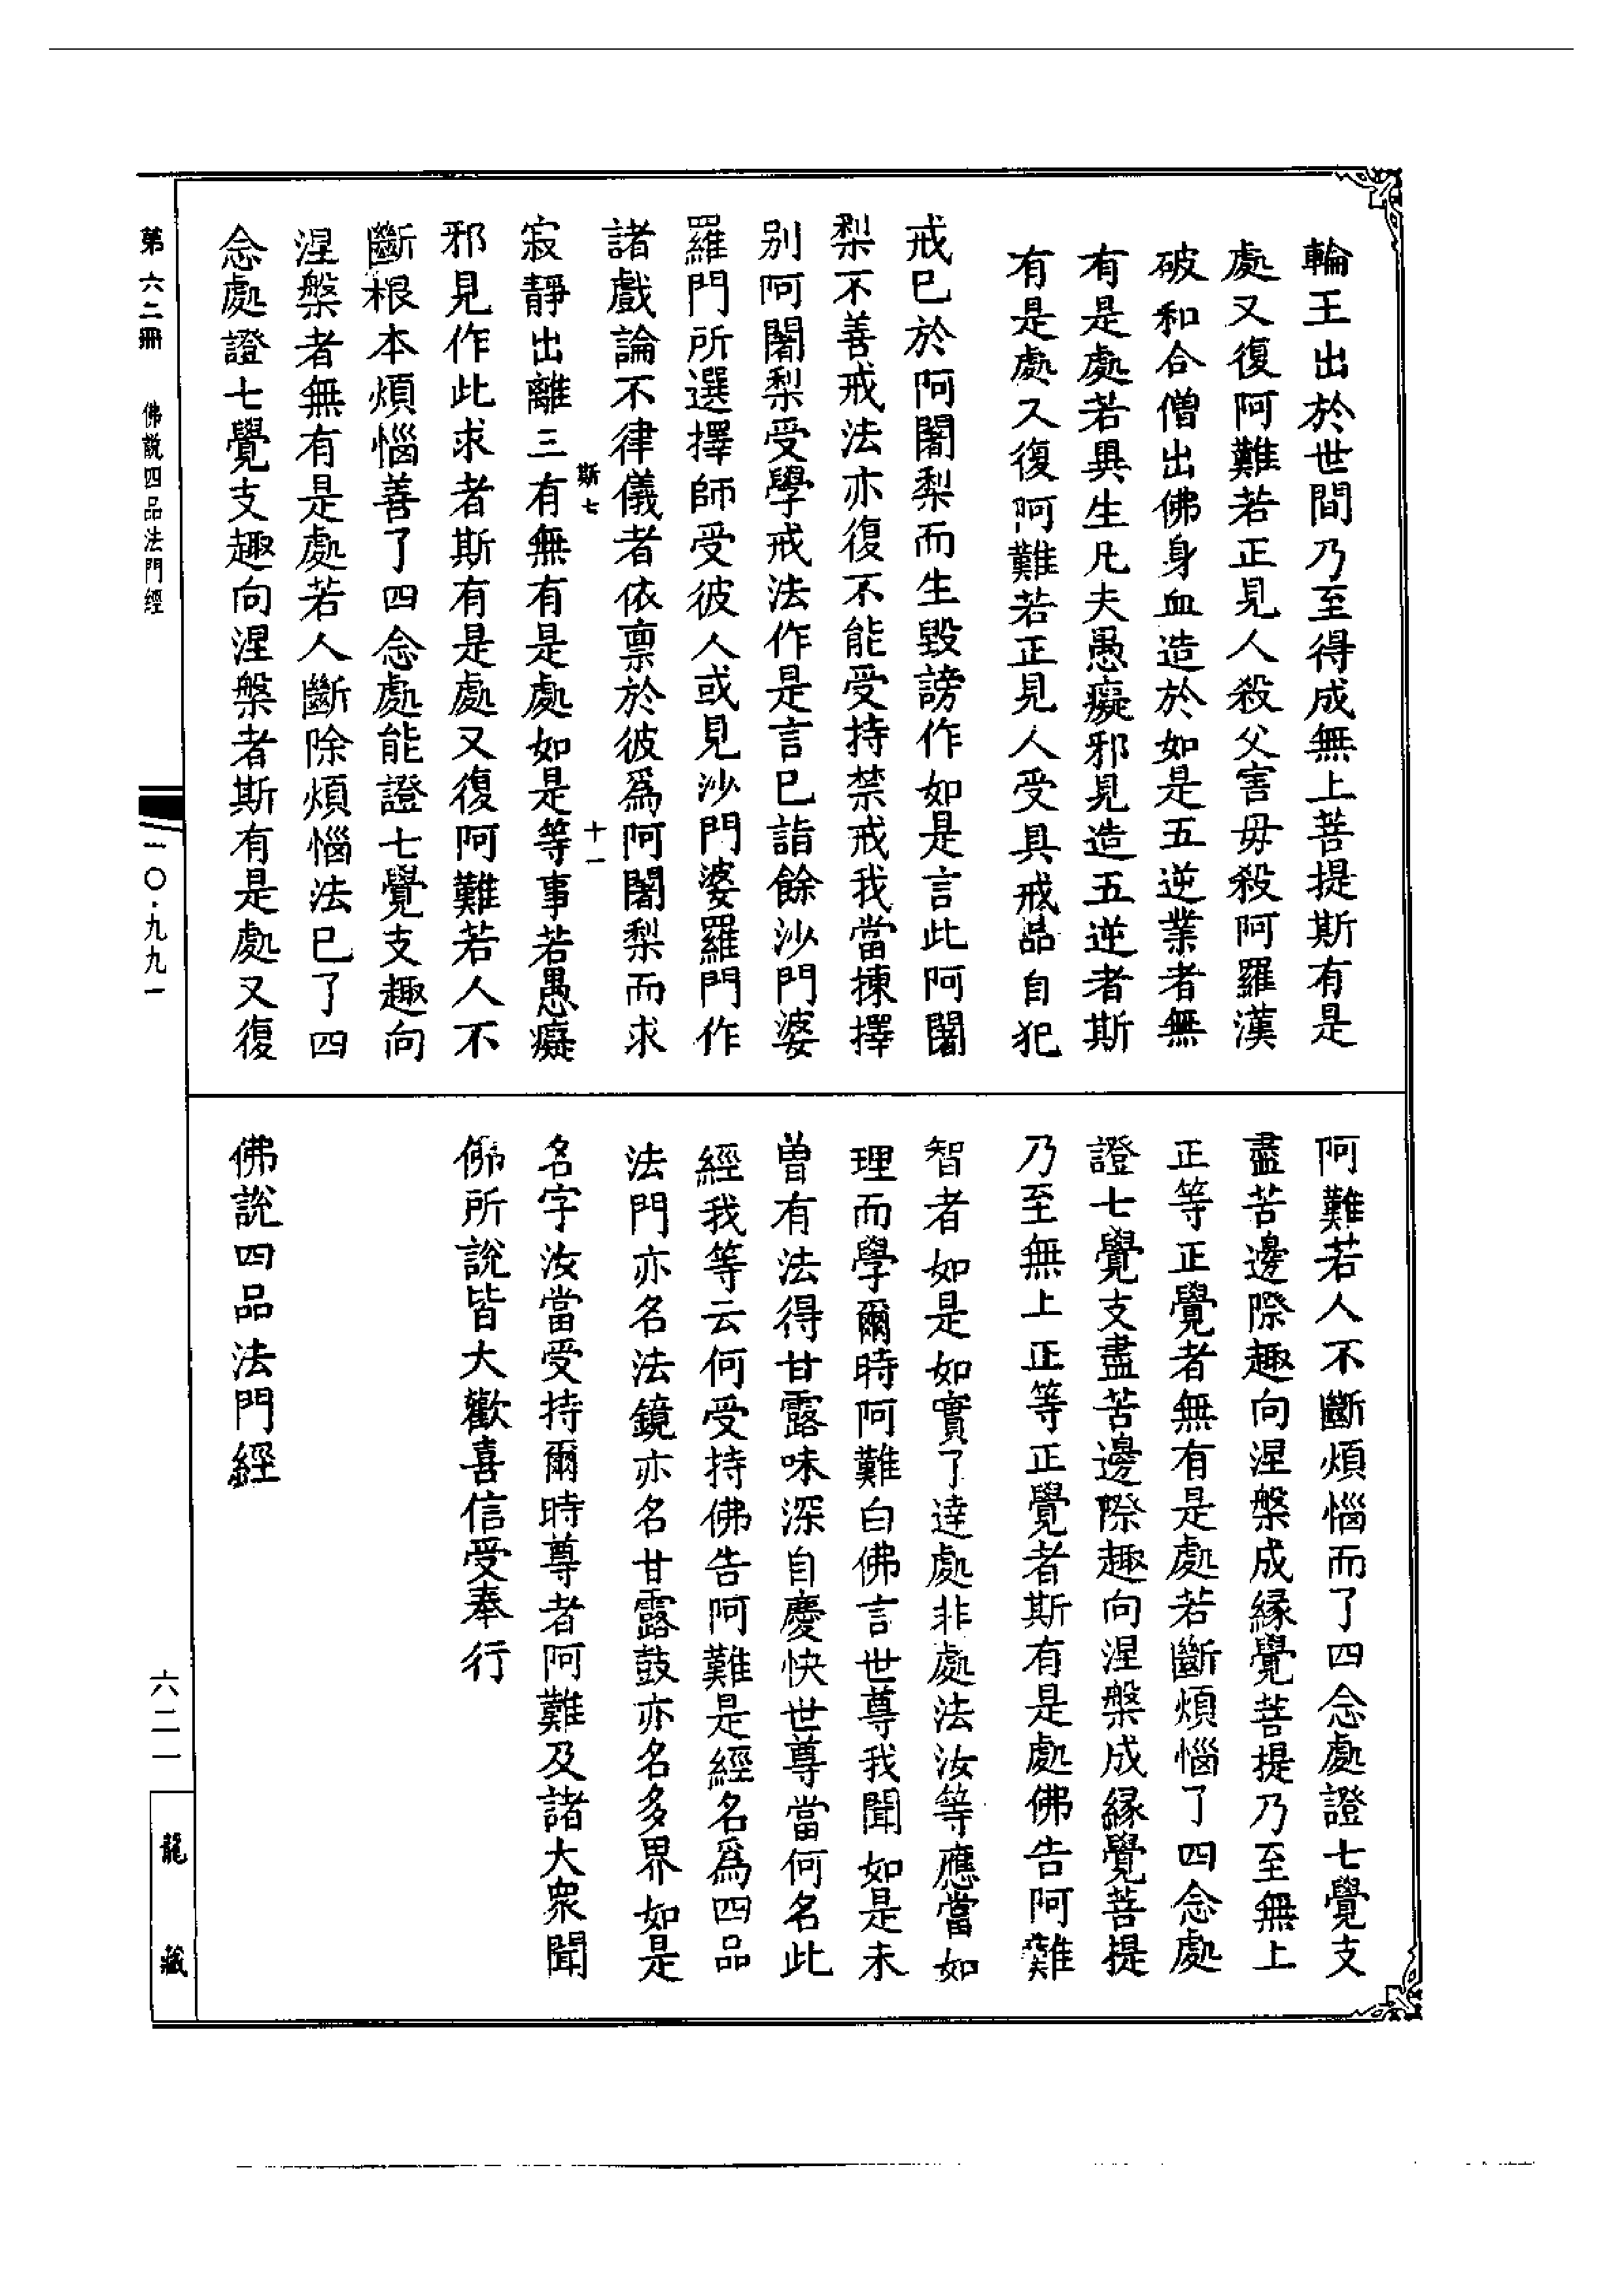 輪王出於世間乃至得成無上菩提斯有是
處又復阿難若正見人殺父害母殺阿羅漢
破和合僧出佛身血造於如是五逆業者無
有是處若異生凡夫愚癡邪見造五逆者斯
有是處又復阿難若正見人受具戒品自犯
戒已於阿闍梨而生毀謗作如是言此阿闍
梨不善戒法亦復不能受持禁戒我當揀擇
别阿闍梨受學戒法作是言已詣餘沙門婆
羅門所選擇師受彼人或見沙門婆羅門作
諸戲論不律儀者依禀於彼爲阿闍梨而求
斯七 十一
寂靜出離三有無有是處如是等事若愚癡
邪見作此求者斯有是處又復阿難若人不
斷根本煩惱善了四念處能證七覺支趣向
涅槃者無有是處若人斷除煩惱法已了四
念處證七覺支趣向涅槃者斯有是處又復
阿難若人不斷煩惱而了四念處證七覺支
盡苦邊際趣向涅槃成緣覺菩提乃至無上
正等正覺者無有是處若斷煩惱了四念處
證七覺支盡苦邊際趣向涅槃成緣覺菩提
乃至無上正等正覺者斯有是處佛告阿難
智者如是如實了達處非處法汝等應當如
理而學爾時阿難白佛言世尊我聞如是未
曾有法得甘露味深自慶快世尊當何名此
經我等云何受持佛告阿難是經名爲四品
法門亦名法鏡亦名甘露鼓亦名多界如是
名字汝當受持爾時尊者阿難及諸大衆聞
佛所說皆大歡喜信受奉行
佛說四品法門經
第六二冊 佛說四品法門經 一〇·九九一 六二一 龍藏